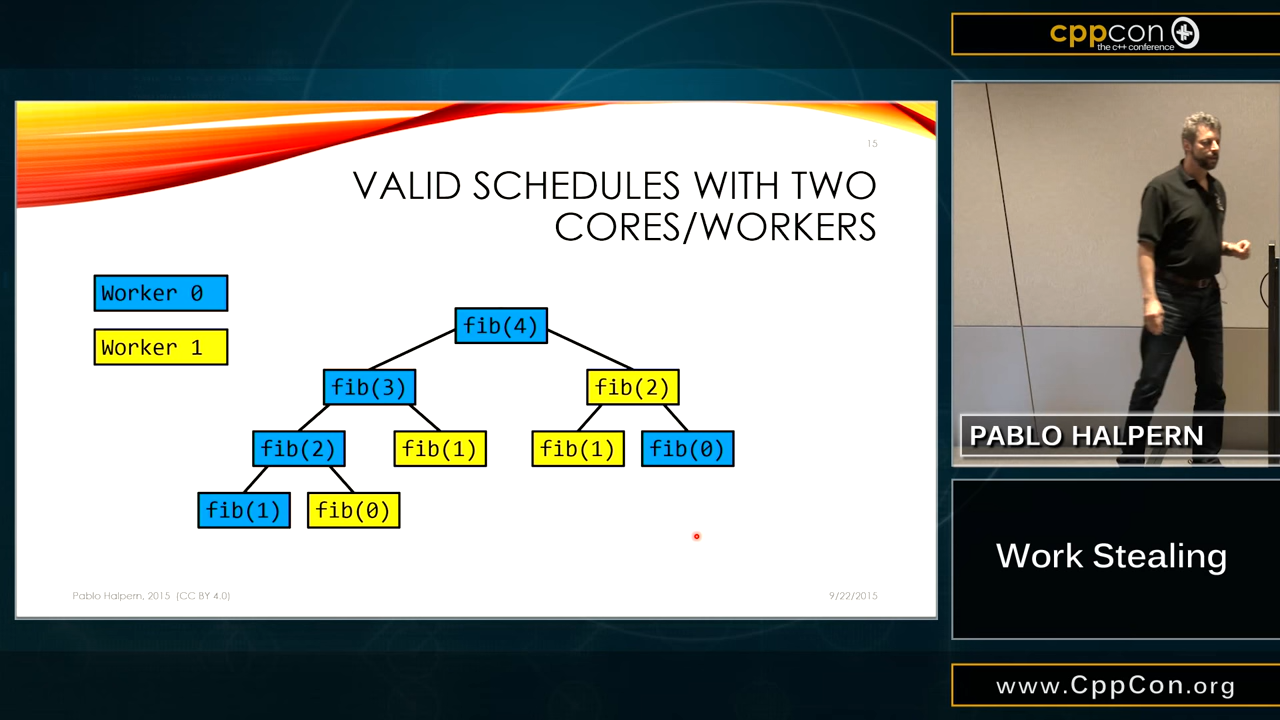 cppcon
the c++ conference
15
VALID SCHEDULES WITH TWO
CORES/WORKERS
Worker 0
Worker 1
fib(4)
fib(3)
fib(2)
fib(2)
fib(1)
fib(1)
fib(0)
fib(1)
fib(0)
Pablo Halpern, 2015 (CC BY 4.0)
9/22/2015
PABLO HALPERN
Work Stealing
www.CppCon.org